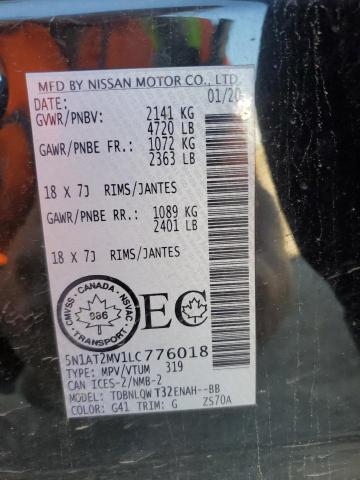 MFD BY NISSAN MOTOR CO., LTD.
DATE: 01/20
GVWR/PNBV: 2141 KG
4720 LB
GAWR/PNBE FR.: 1072 KG
2363 LB
18 X 7J RIMS/JANTES
GAWR/PNBE RR.: 1089 KG
2401 LB
18 X 7J RIMS/JANTES
CANADA
CMVSS NSVAC
986
TRANSPORT
EC
5N1AT2MV1LC776018
TYPE: MPV/VTUM 319
CAN ICES-2/NMB-2
MODEL: TDBNLQWT32ENAH--BB
COLOR: G41 TRIM: G ZS70A